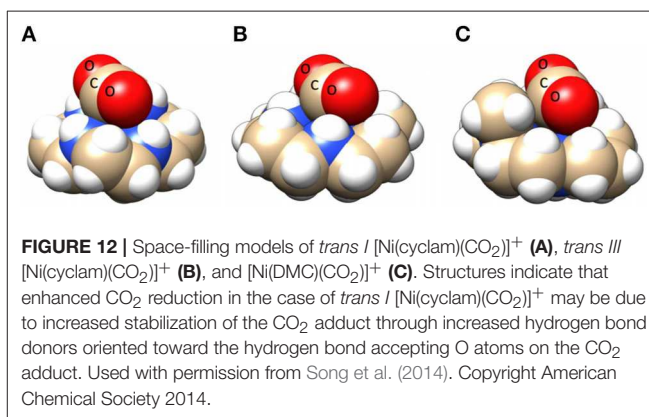 A B C
O C O O C O O C O
FIGURE 12 | Space-filling models of trans I [Ni(cyclam)(CO₂)]⁺ (A), trans III
[Ni(cyclam)(CO₂)]⁺ (B), and [Ni(DMC)(CO₂)]⁺ (C). Structures indicate that
enhanced CO₂ reduction in the case of trans I [Ni(cyclam)(CO₂)]⁺ may be due
to increased stabilization of the CO₂ adduct through increased hydrogen bond
donors oriented toward the hydrogen bond accepting O atoms on the CO₂
adduct. Used with permission from Song et al. (2014). Copyright American
Chemical Society 2014.